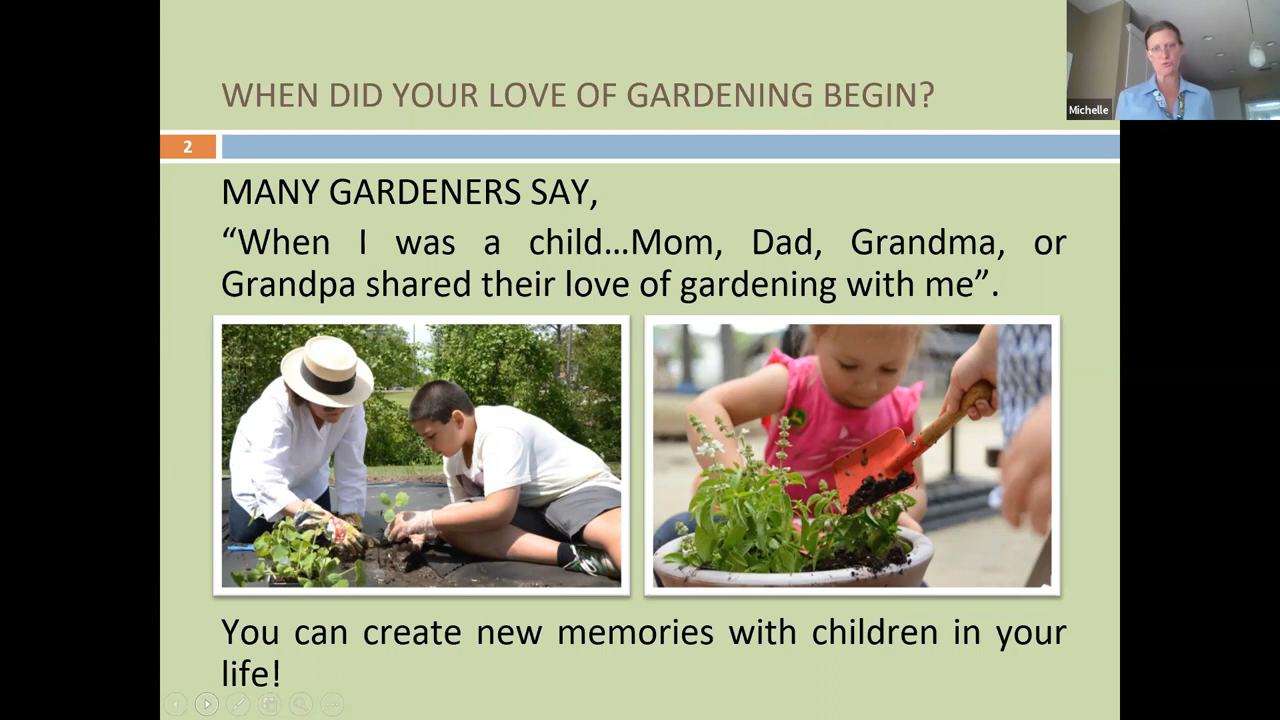 WHEN DID YOUR LOVE OF GARDENING BEGIN?
Michelle
2
MANY GARDENERS SAY,
“When I was a child...Mom, Dad, Grandma, or
Grandpa shared their love of gardening with me”.
You can create new memories with children in your
life!